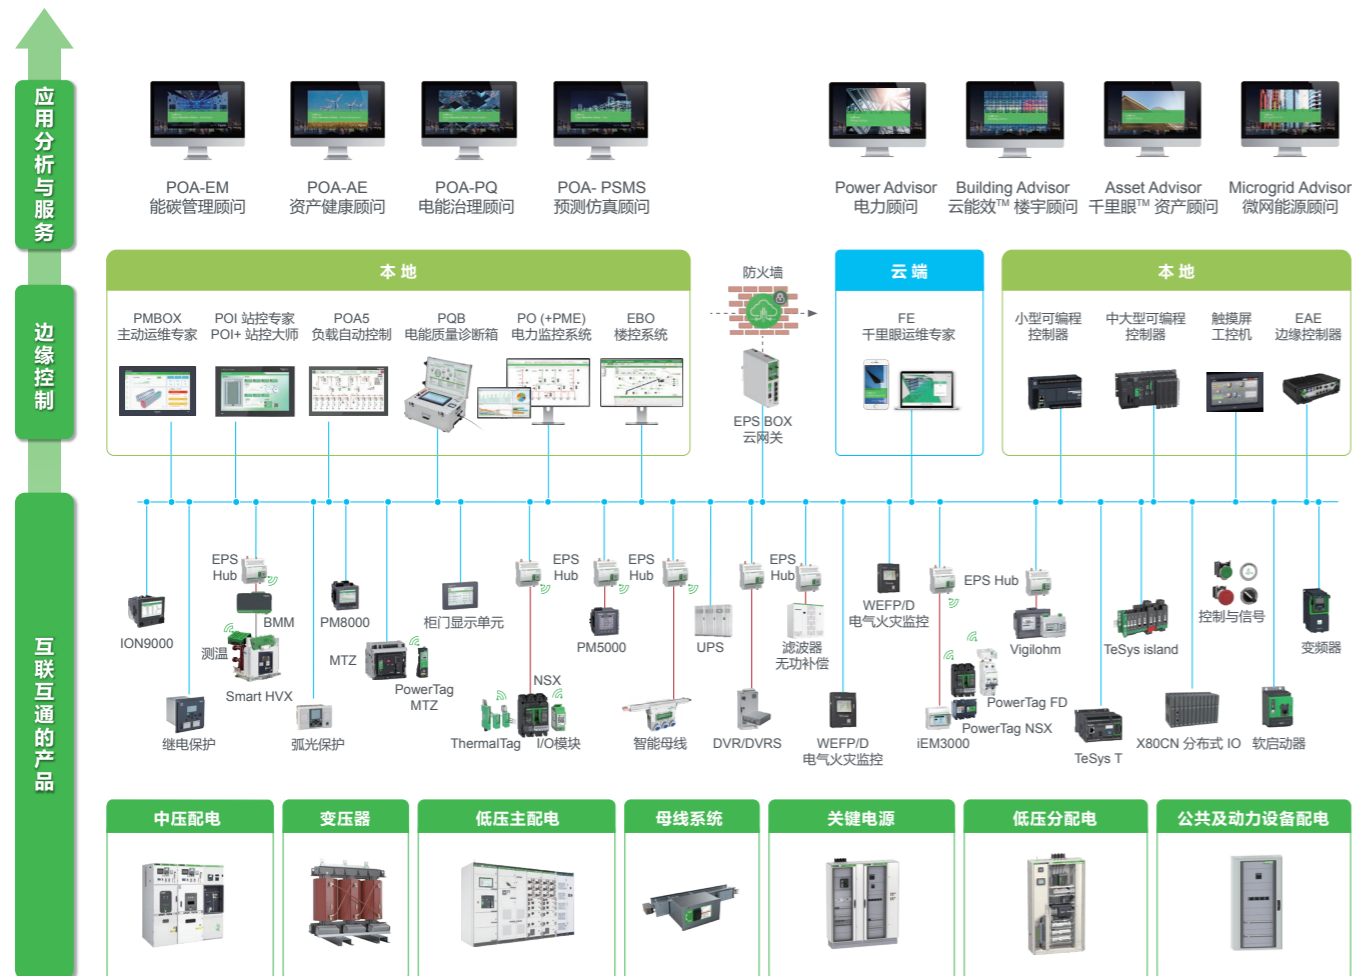 应用分析与服务
POA-EM
能碳管理顾问
POA-AE
资产健康顾问
POA-PQ
电能治理顾问
POA- PSMS
预测仿真顾问
Power Advisor
电力顾问
Building Advisor
云能效™ 楼宇顾问
Asset Advisor
千里眼™ 资产顾问
Microgrid Advisor
微网能源顾问
边缘控制
本地
PMBOX
主动运维专家
POI 站控专家
POI+ 站控大师
POA5
负载自动控制
PQB
电能质量诊断箱
PO (+PME)
电力监控系统
EBO
楼控系统
防火墙
EPS BOX
云网关
云端
FE
千里眼运维专家
本地
小型可编程
控制器
中大型可编程
控制器
触摸屏
工控机
EAE
边缘控制器
互联互通的产品
ION9000
继电保护
EPS
Hub
BMM
测温
Smart HVX
弧光保护
PM8000
MTZ
PowerTag
MTZ
柜门显示单元
EPS
Hub
NSX
ThermalTag
I/O模块
EPS
Hub
PM5000
智能母线
UPS
DVR/DVRS
EPS
Hub
滤波器
无功补偿
WEFP/D
电气火灾监控
WEFP/D
电气火灾监控
iEM3000
PowerTag FD
PowerTag NSX
EPS Hub
Vigilohm
TeSys T
TeSys island
X80CN 分布式 IO
控制与信号
软启动器
变频器
中压配电
变压器
低压主配电
母线系统
关键电源
低压分配电
公共及动力设备配电